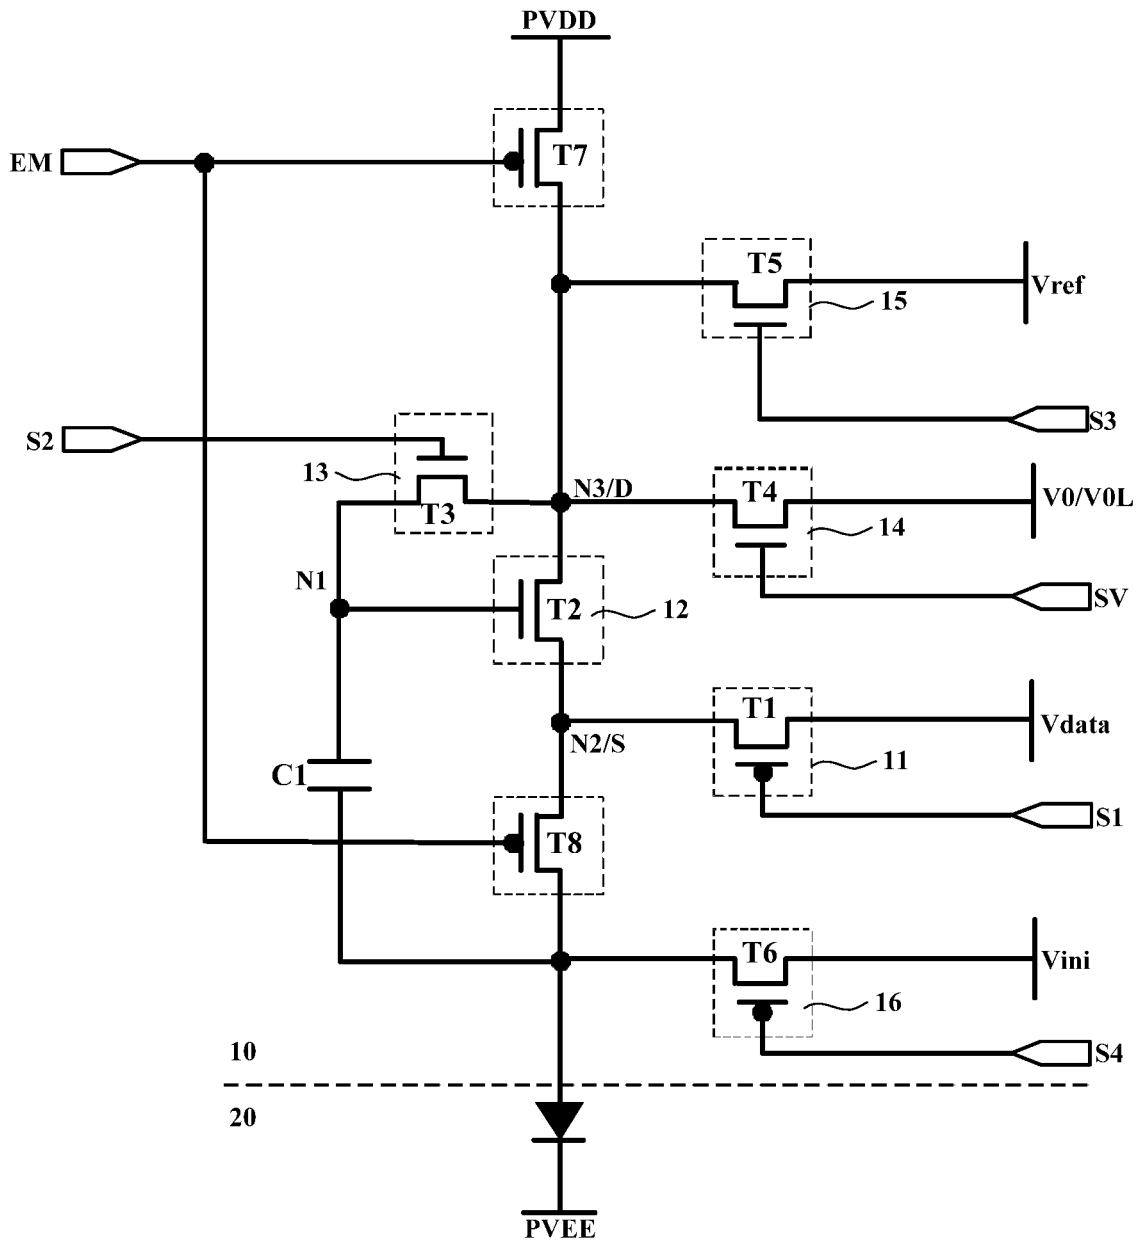 PVDD
EM
T7
T5
Vref
15
S3
S2
13
T3
N3/D
T4
V0/V0L
14
N1
T2
12
SV
T1
Vdata
N2/S
C1
11
S1
T8
T6
Vini
16
10
S4
20
PVEE